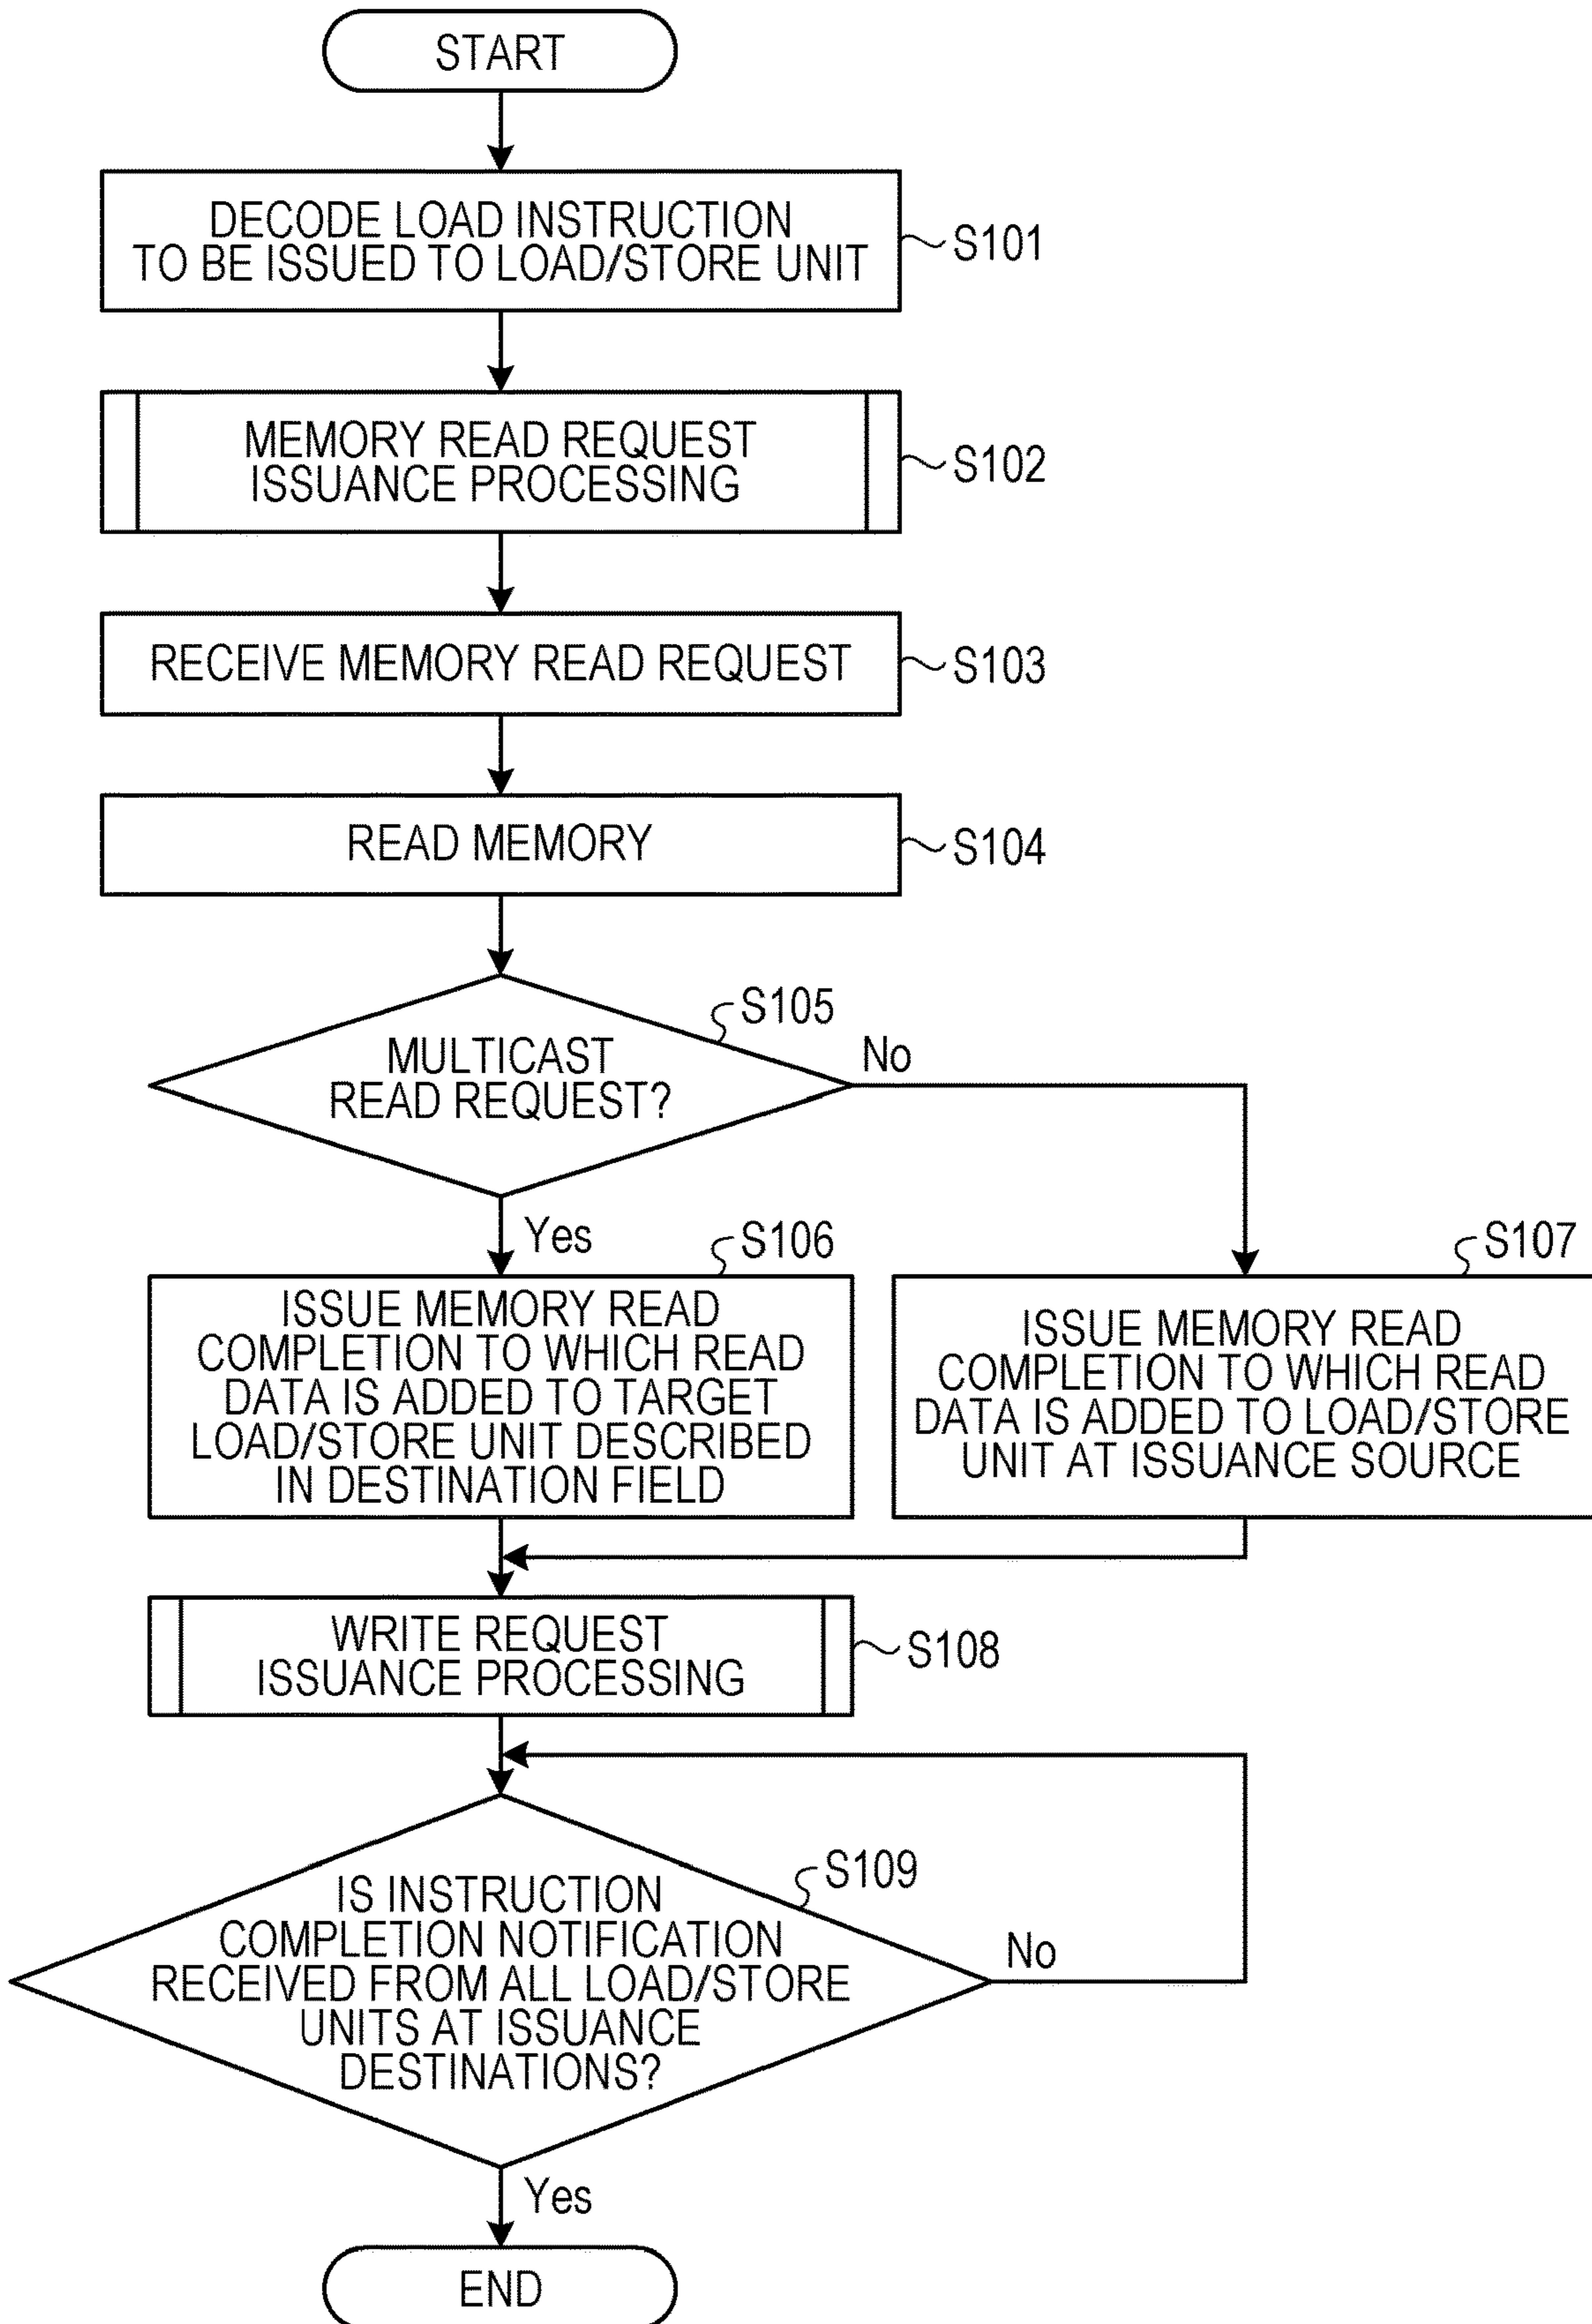 START
DECODE LOAD INSTRUCTION
TO BE ISSUED TO LOAD/STORE UNIT
S101
MEMORY READ REQUEST
ISSUANCE PROCESSING
S102
RECEIVE MEMORY READ REQUEST
S103
READ MEMORY
S104
S105
MULTICAST
READ REQUEST?
No
Yes
S106
ISSUE MEMORY READ
COMPLETION TO WHICH READ
DATA IS ADDED TO TARGET
LOAD/STORE UNIT DESCRIBED
IN DESTINATION FIELD
S107
ISSUE MEMORY READ
COMPLETION TO WHICH READ
DATA IS ADDED TO LOAD/STORE
UNIT AT ISSUANCE SOURCE
WRITE REQUEST
ISSUANCE PROCESSING
S108
S109
IS INSTRUCTION
COMPLETION NOTIFICATION
RECEIVED FROM ALL LOAD/STORE
UNITS AT ISSUANCE
DESTINATIONS?
No
Yes
END